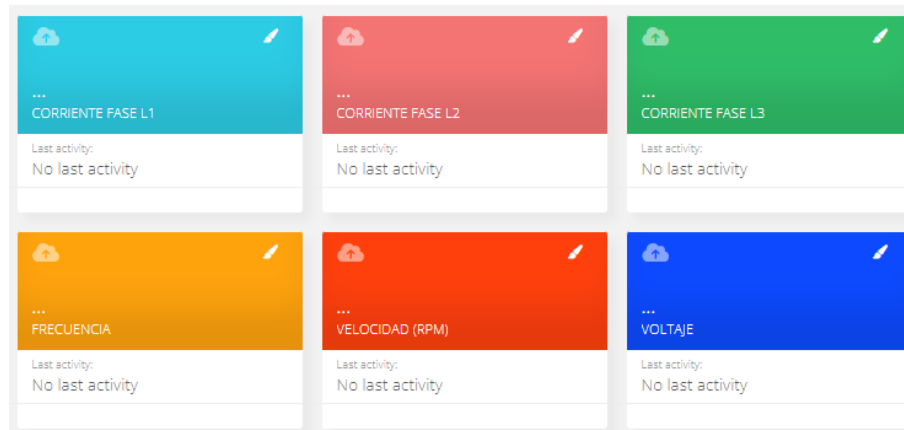 ...
CORRIENTE FASE L1
Last activity:
No last activity
...
CORRIENTE FASE L2
Last activity:
No last activity
...
CORRIENTE FASE L3
Last activity:
No last activity
...
FRECUENCIA
Last activity:
No last activity
...
VELOCIDAD (RPM)
Last activity:
No last activity
...
VOLTAJE
Last activity:
No last activity